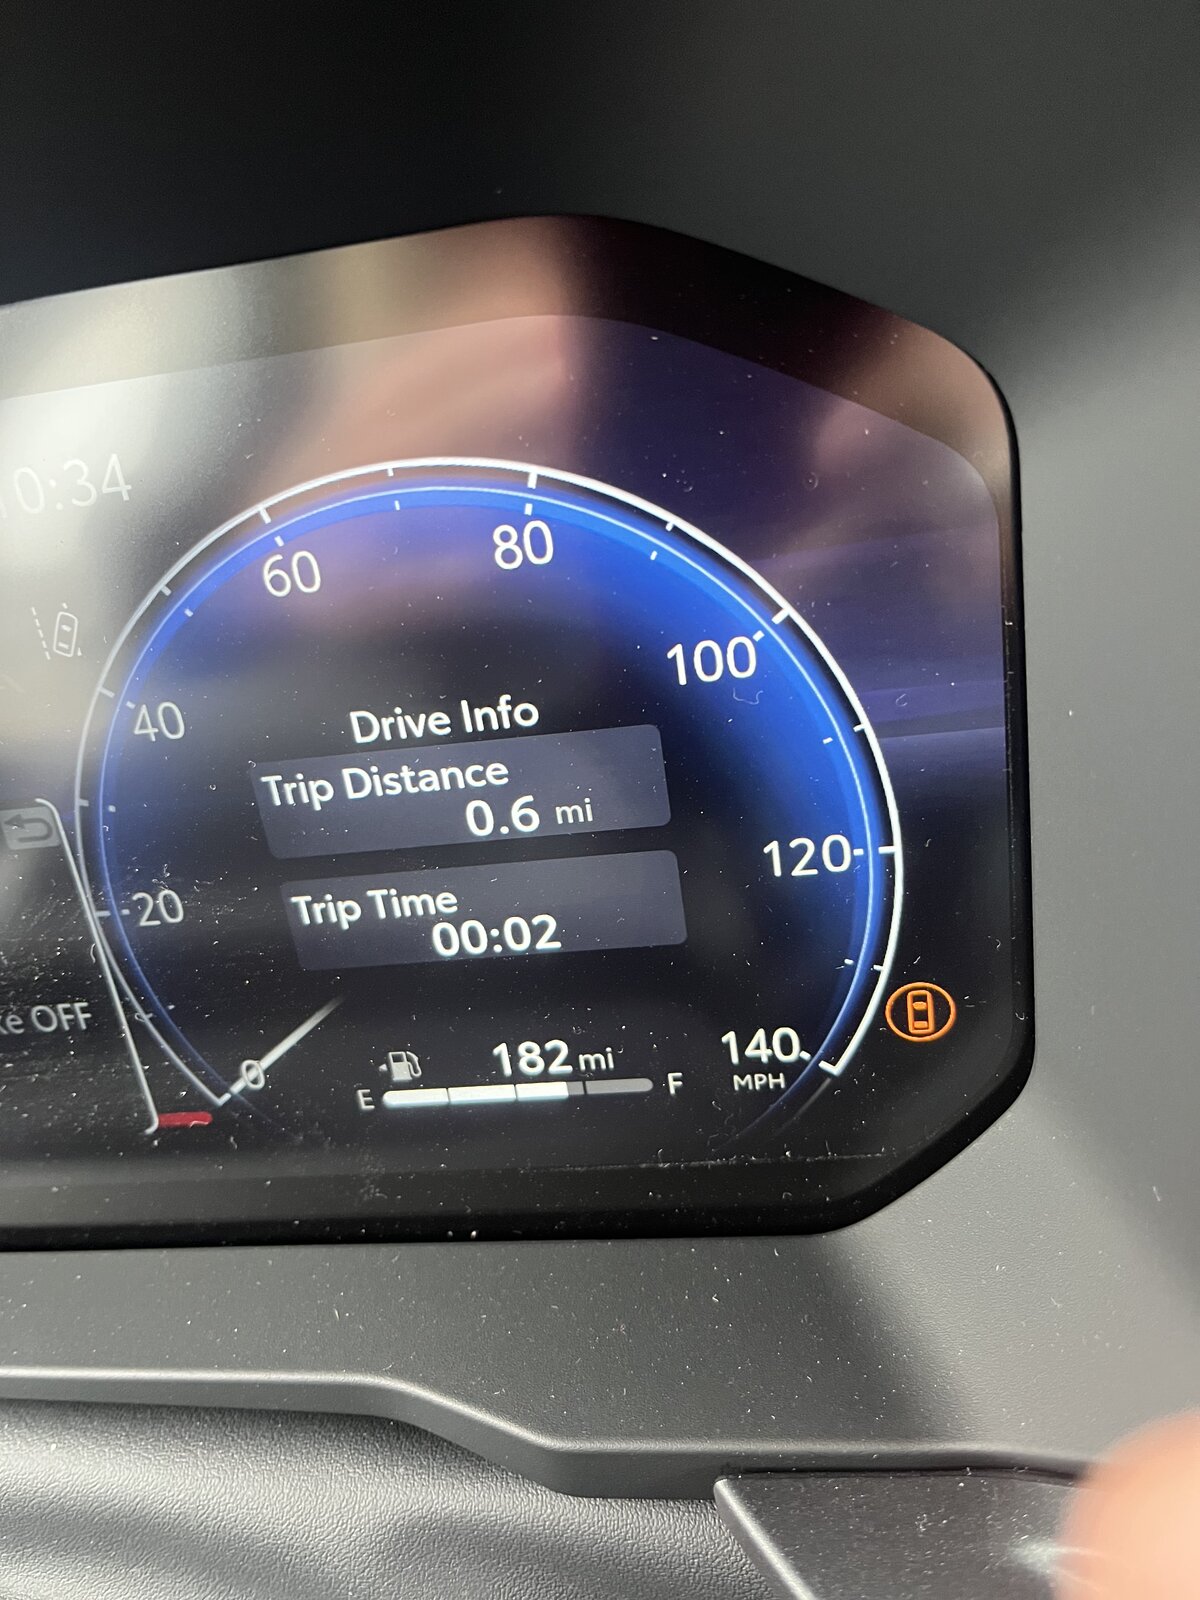 0:34
60
80
100
40
Drive Info
Trip Distance
0.6 mi
120
20
Trip Time
00:02
OFF
0
182 mi
140
MPH
E
F